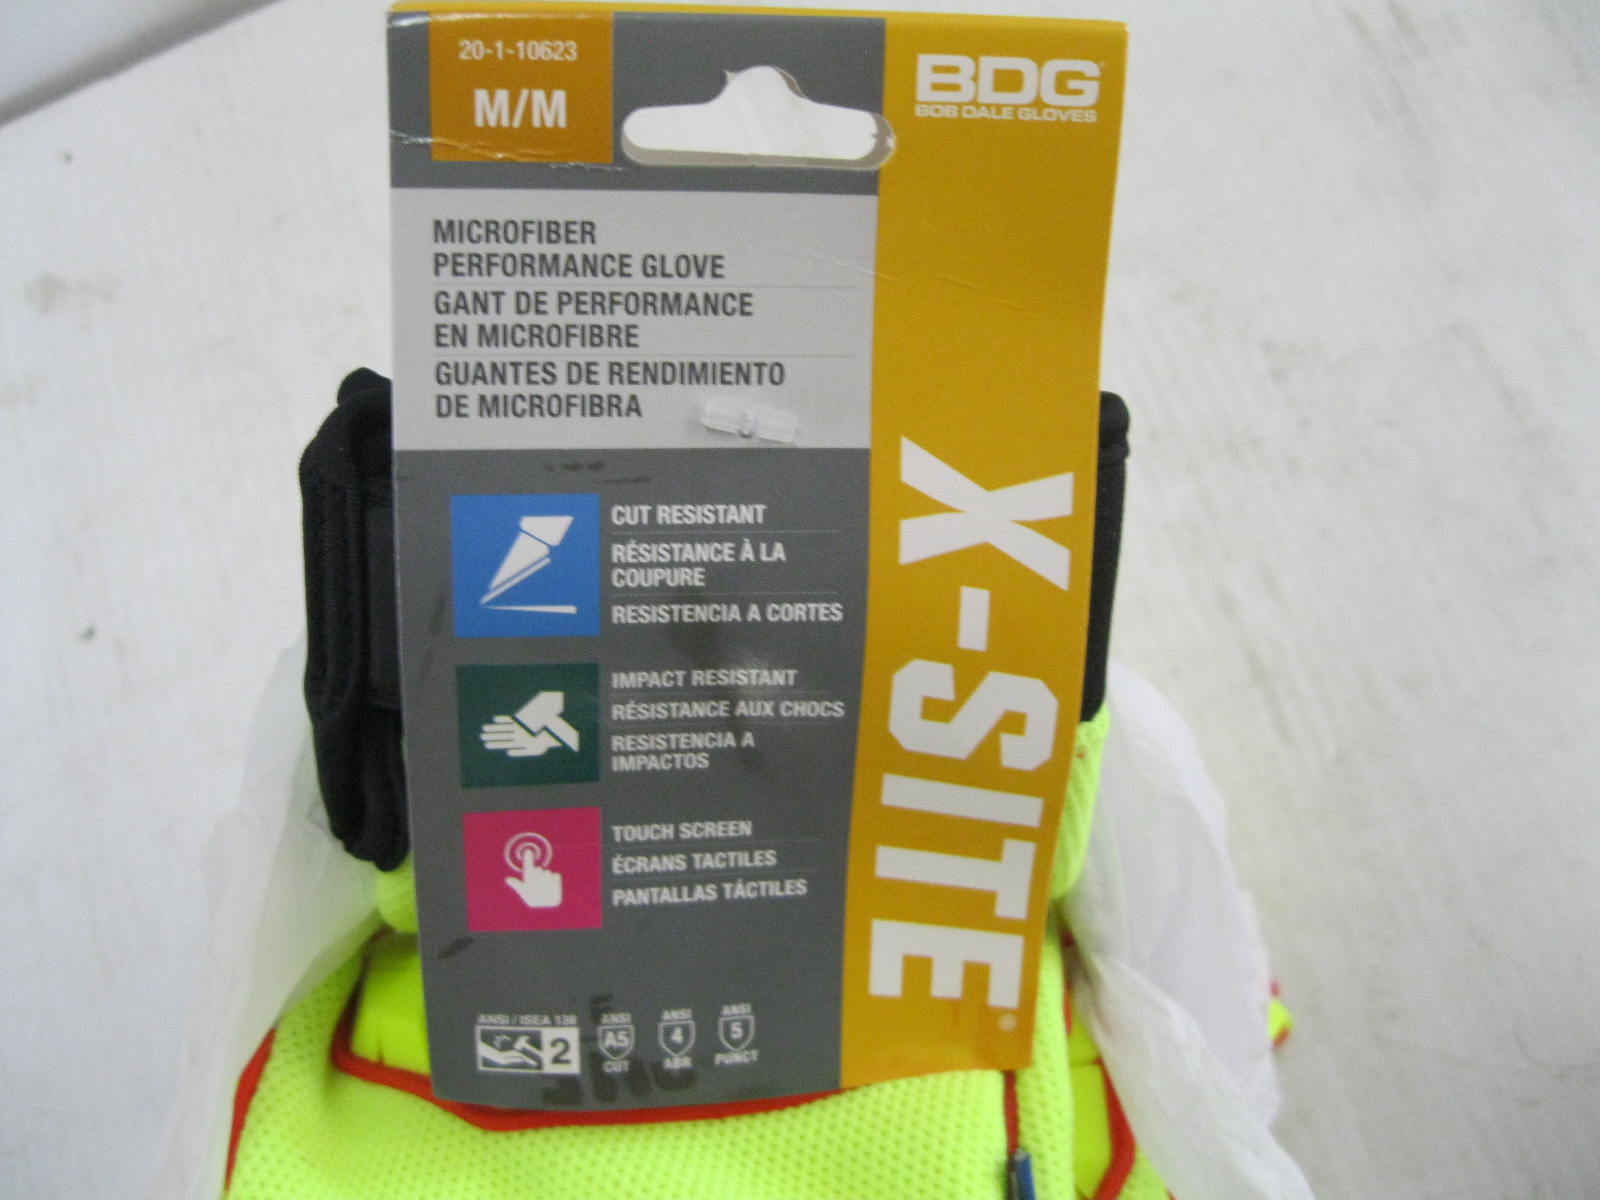 20-1-10623
M/M
BDG
BOB DALE GLOVES
MICROFIBER
PERFORMANCE GLOVE
GANT DE PERFORMANCE
EN MICROFIBRE
GUANTES DE RENDIMIENTO
DE MICROFIBRA
X-SITE
CUT RESISTANT
RÉSISTANCE À LA
COUPURE
RESISTENCIA A CORTES
IMPACT RESISTANT
RÉSISTANCE AUX CHOCS
RESISTENCIA A
IMPACTOS
TOUCH SCREEN
ÉCRANS TACTILES
PANTALLAS TÁCTILES
ANSI / ISEA 138
2
ANSI
A5
CUT
ANSI
4
ABR
ANSI
5
PUNCT